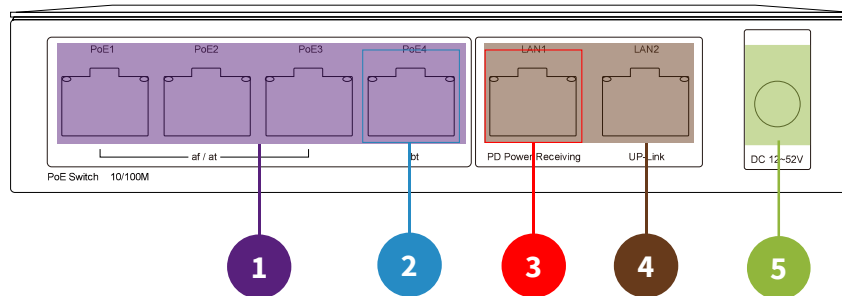 PoE1 PoE2 PoE3 PoE4 LAN1 LAN2
af / at bt PD Power Receiving UP-Link DC 12~52V
PoE Switch 10/100M
1 2 3 4 5